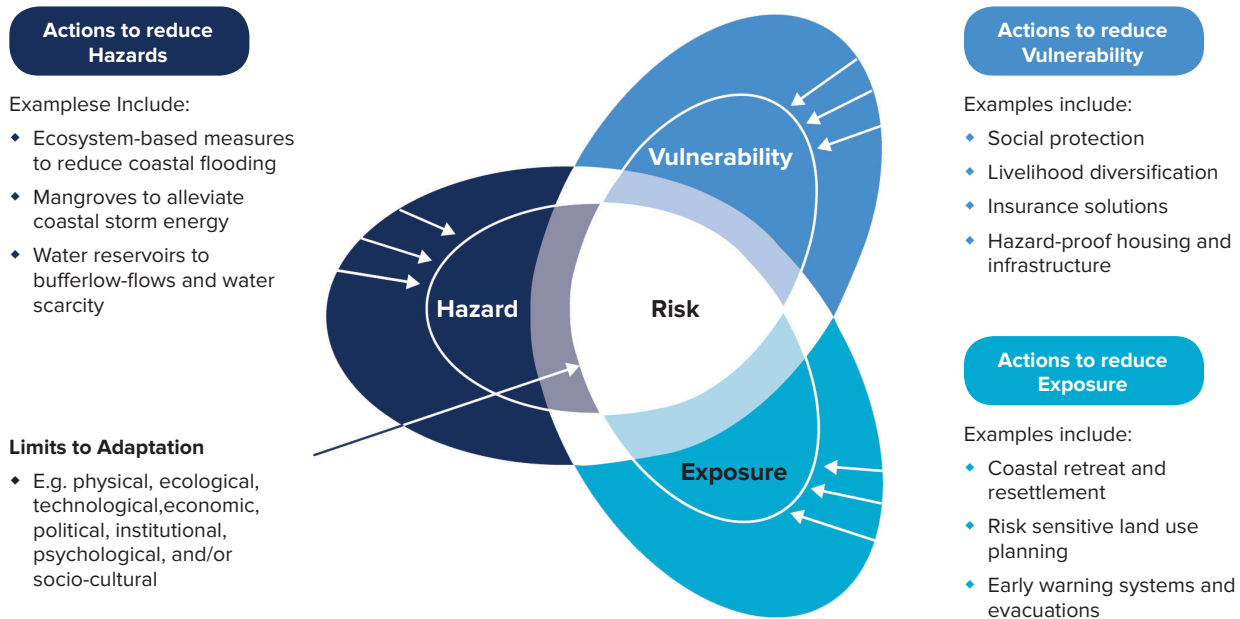 Actions to reduce
Hazards
Examplese Include:
◆ Ecosystem-based measures
to reduce coastal flooding
◆ Mangroves to alleviate
coastal storm energy
◆ Water reservoirs to
bufferlow-flows and water
scarcity
Limits to Adaptation
◆ E.g. physical, ecological,
technological,economic,
political, institutional,
psychological, and/or
socio-cultural
Vulnerability
Hazard
Risk
Exposure
Actions to reduce
Vulnerability
Examples include:
◆ Social protection
◆ Livelihood diversification
◆ Insurance solutions
◆ Hazard-proof housing and
infrastructure
Actions to reduce
Exposure
Examples include:
◆ Coastal retreat and
resettlement
◆ Risk sensitive land use
planning
◆ Early warning systems and
evacuations